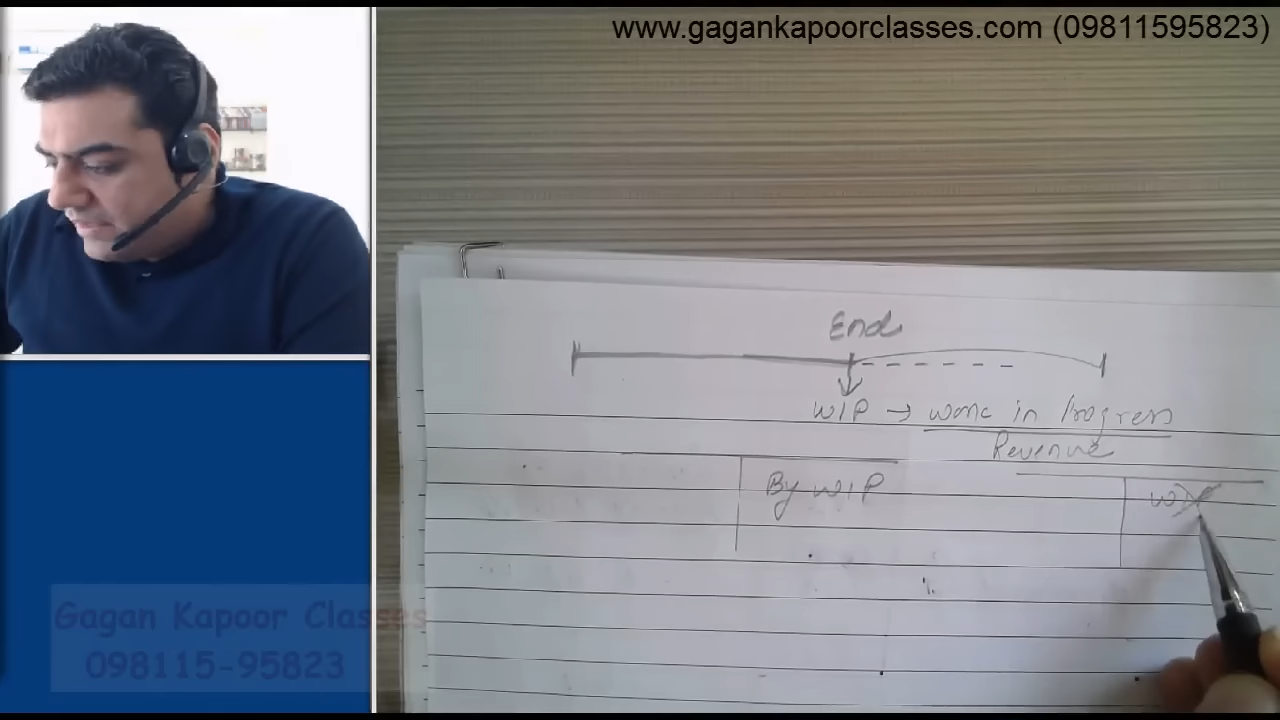 www.gagankapoorclasses.com (09811595823)
End
WIP → Work in Progress
Revenue
By WIP
Gagan Kapoor Classes
098115-95823